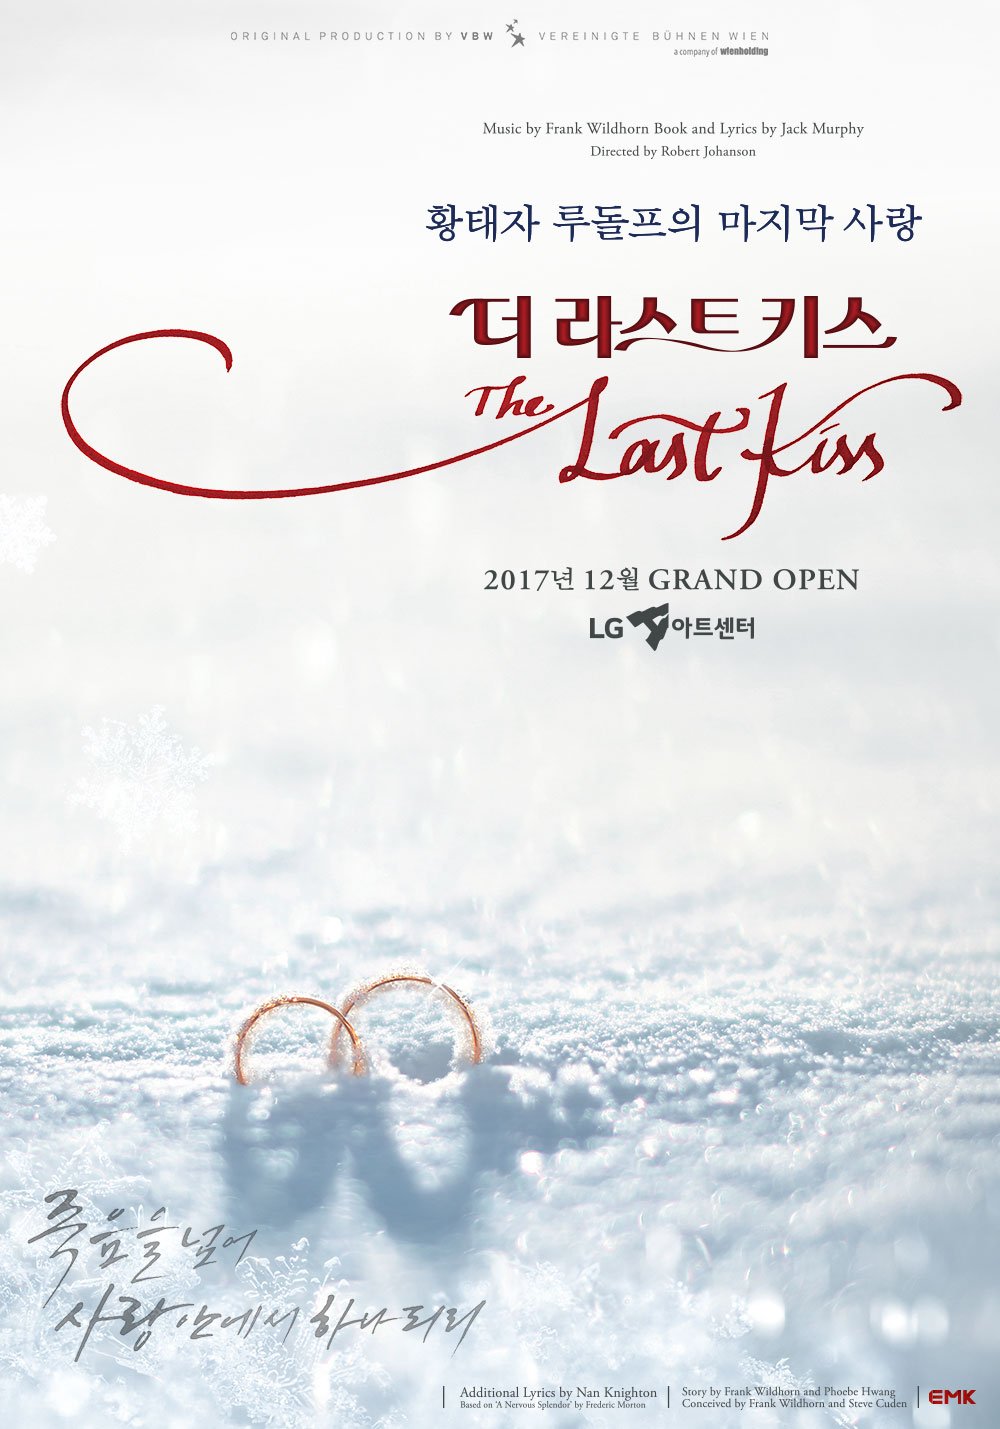 ORIGINAL PRODUCTION BY VBW VEREINIGTE BÜHNEN WIEN
a company of wienholding
Music by Frank Wildhorn Book and Lyrics by Jack Murphy
Directed by Robert Johanson
황태자 루돌프의 마지막 사랑
더 라스트 키스
The Last Kiss
2017년 12월 GRAND OPEN
LG 아트센터
죽음을 넘어
사랑 안에서 하나 되리
Additional Lyrics by Nan Knighton
Based on 'A Nervous Splendor' by Frederic Morton
Story by Frank Wildhorn and Phoebe Hwang
Conceived by Frank Wildhorn and Steve Cuden
EMK